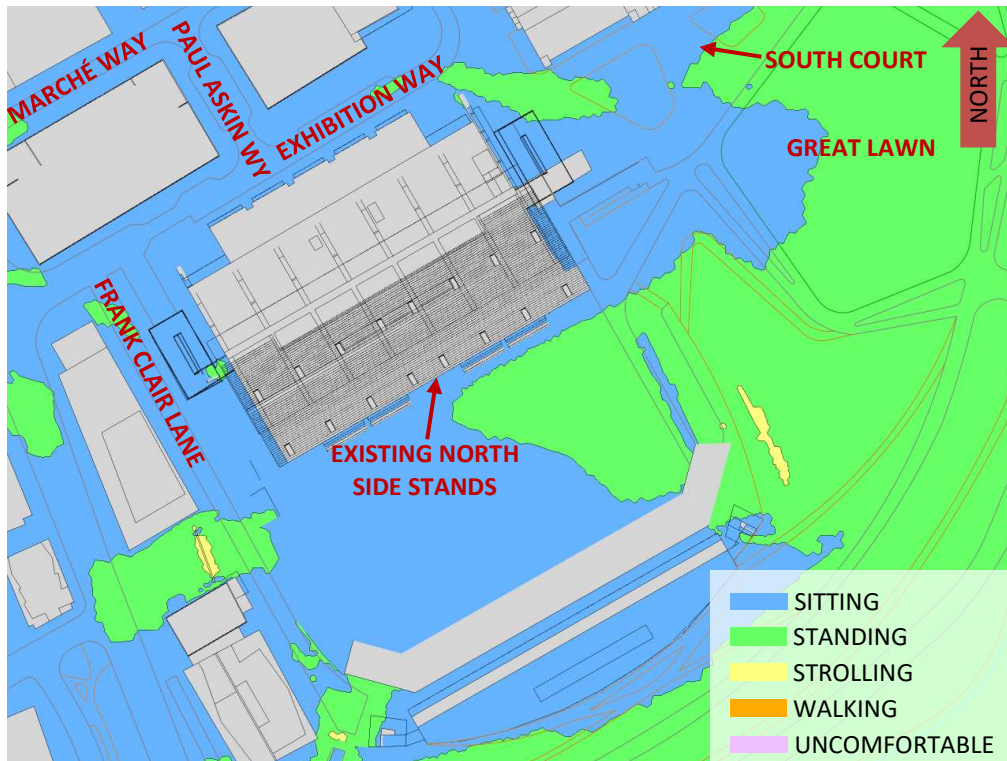 MARCHÉ WAY
PAUL ASKIN WY
EXHIBITION WAY
SOUTH COURT
NORTH
GREAT LAWN
FRANK CLAIR LANE
EXISTING NORTH
SIDE STANDS
SITTING
STANDING
STROLLING
WALKING
UNCOMFORTABLE